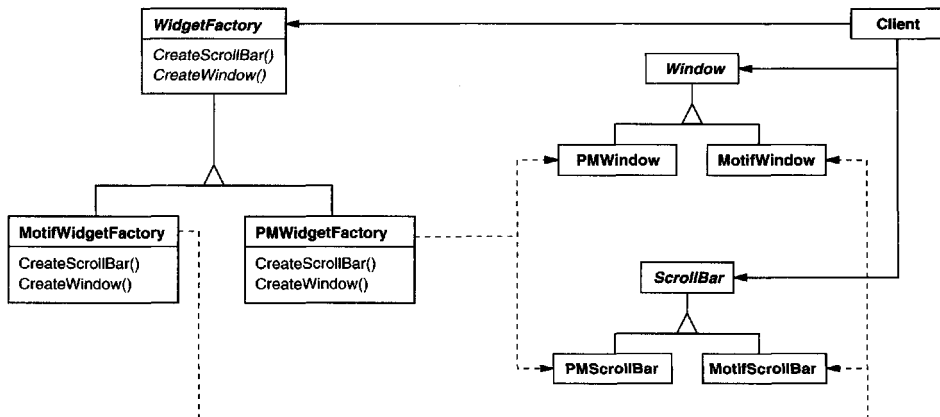 WidgetFactory
CreateScrollBar()
CreateWindow()
Client
Window
PMWindow
MotifWindow
MotifWidgetFactory
CreateScrollBar()
CreateWindow()
PMWidgetFactory
CreateScrollBar()
CreateWindow()
ScrollBar
PMScrollBar
MotifScrollBar